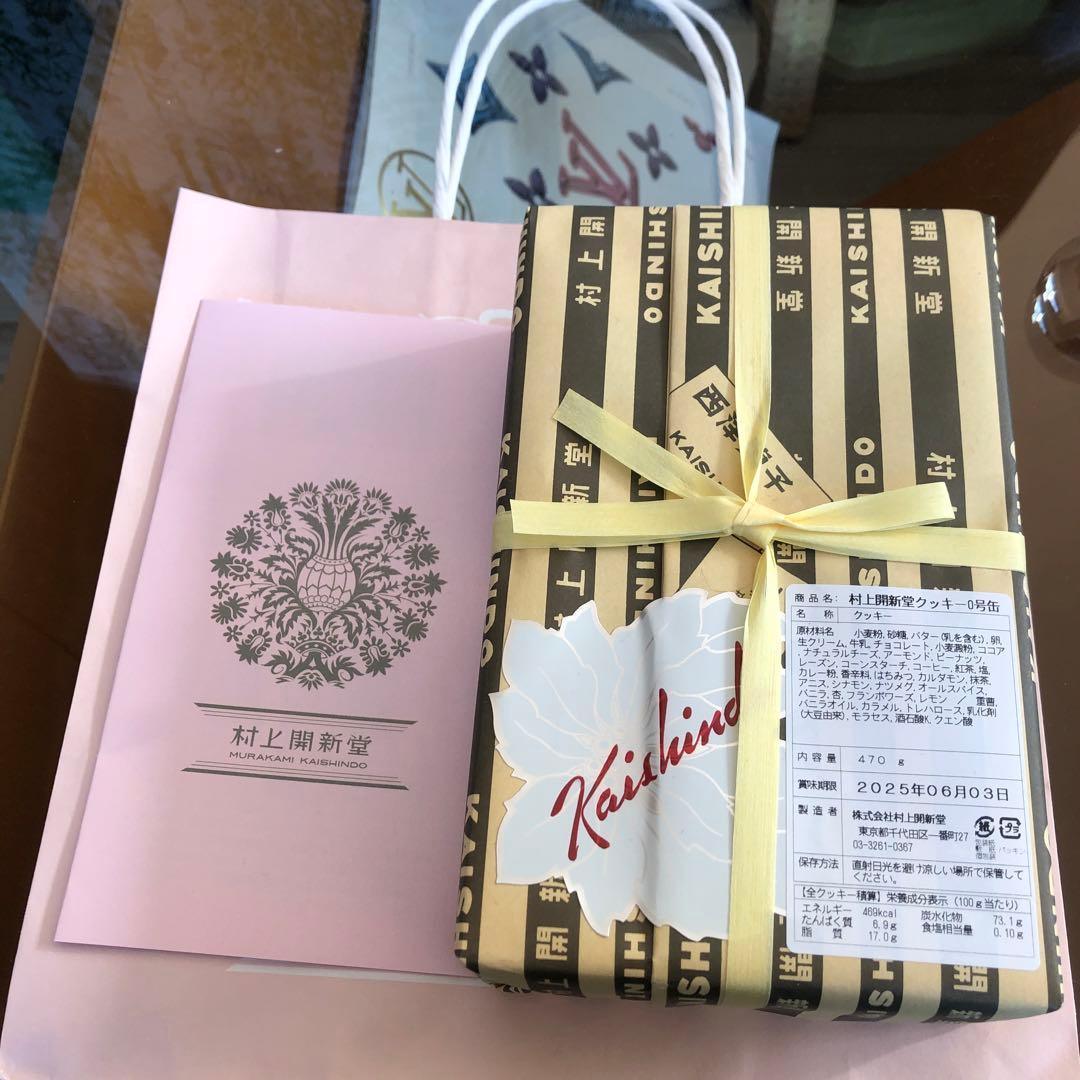 村上開新堂
MURAKAMI KAISHINDO
村上開
KAISHINDO
開新堂
KAISHI
開新堂
西洋菓子
Kaishindo
商品名: 村上開新堂クッキー0号缶
名 称 クッキー
原材料名 小麦粉, 砂糖, バター (乳を含む), 卵,
生クリーム, 牛乳, チョコレート, 小麦澱粉, ココア
, ナチュラルチーズ, アーモンド, ピーナッツ,
レーズン, コーンスターチ, コーヒー, 紅茶, 塩,
カレー粉, 香辛料, はちみつ, カルダモン, 抹茶,
アニス, シナモン, ナツメグ, オールスパイス,
バニラ, 杏, フランボワーズ, レモン / 重曹,
バニラオイル, カラメル, トレハロース, 乳化剤
(大豆由来), モラセス, 酒石酸K, クエン酸
内容量 470 g
賞味期限 2025年06月03日
製造者 株式会社村上開新堂
東京都千代田区一番町27
03-3261-0367
紙 プラ
保存方法 直射日光を避け涼しい場所で保管して
ください。
【全クッキー積算】栄養成分表示 (100g当たり)
エネルギー 469kcal 炭水化物 73.1g
たんぱく質 6.9g 食塩相当量 0.10g
脂 質 17.0g